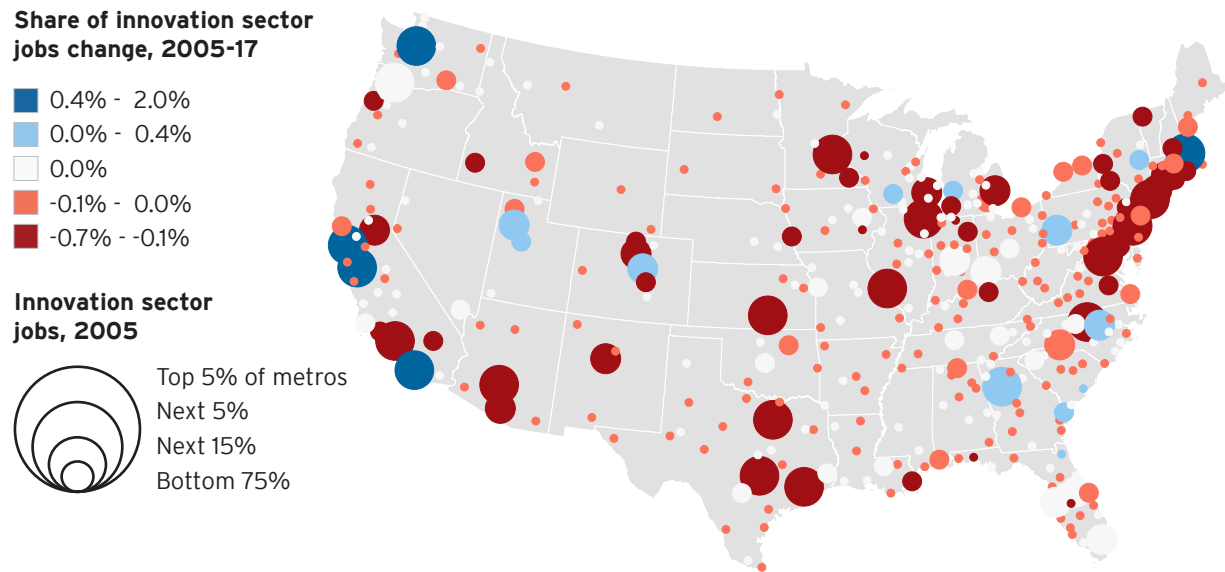 Share of innovation sector
jobs change, 2005-17
0.4% - 2.0%
0.0% - 0.4%
0.0%
-0.1% - 0.0%
-0.7% - -0.1%
Innovation sector
jobs, 2005
Top 5% of metros
Next 5%
Next 15%
Bottom 75%